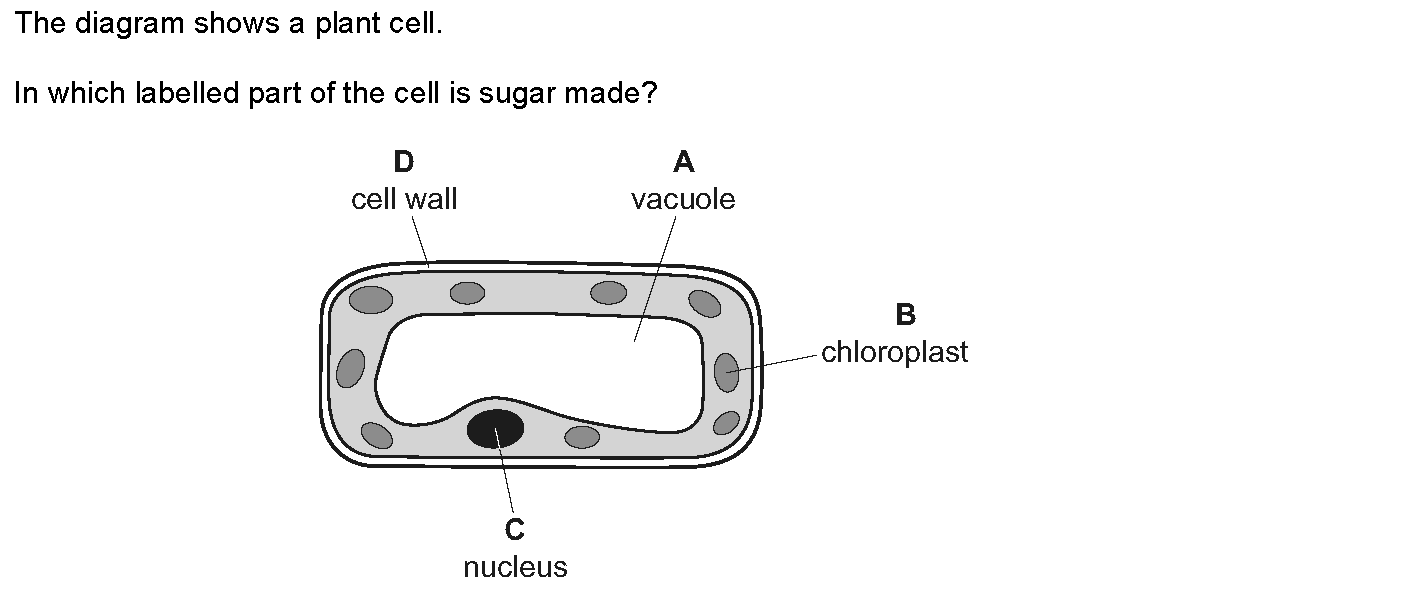 The diagram shows a plant cell.
In which labelled part of the cell is sugar made?
D
cell wall
A
vacuole
B
chloroplast
C
nucleus